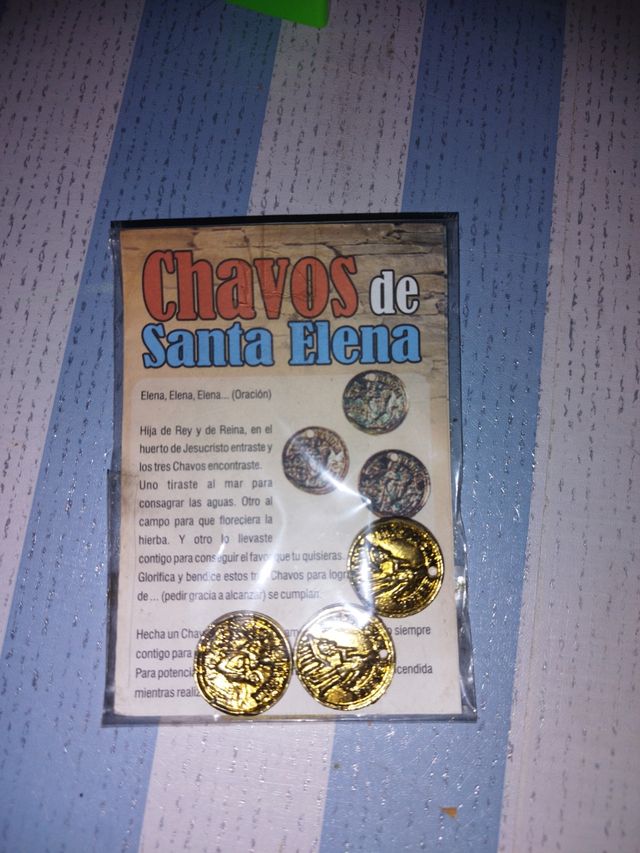 Chavos de
Santa Elena
Elena, Elena, Elena... (Oración)
Hija de Rey y de Reina, en el
huerto de Jesucristo entraste y
los tres Chavos encontraste.
Uno tiraste al mar para
consagrar las aguas. Otro al
campo para que floreciera la
hierba. Y otro lo llevaste
contigo para conseguir el favor que tu quisieras.
Glorifica y bendice estos Chavos para
de ... (pedir gracia a alcanzar) se cumplan.
Hecha un siempre
contigo para
Para
mientras